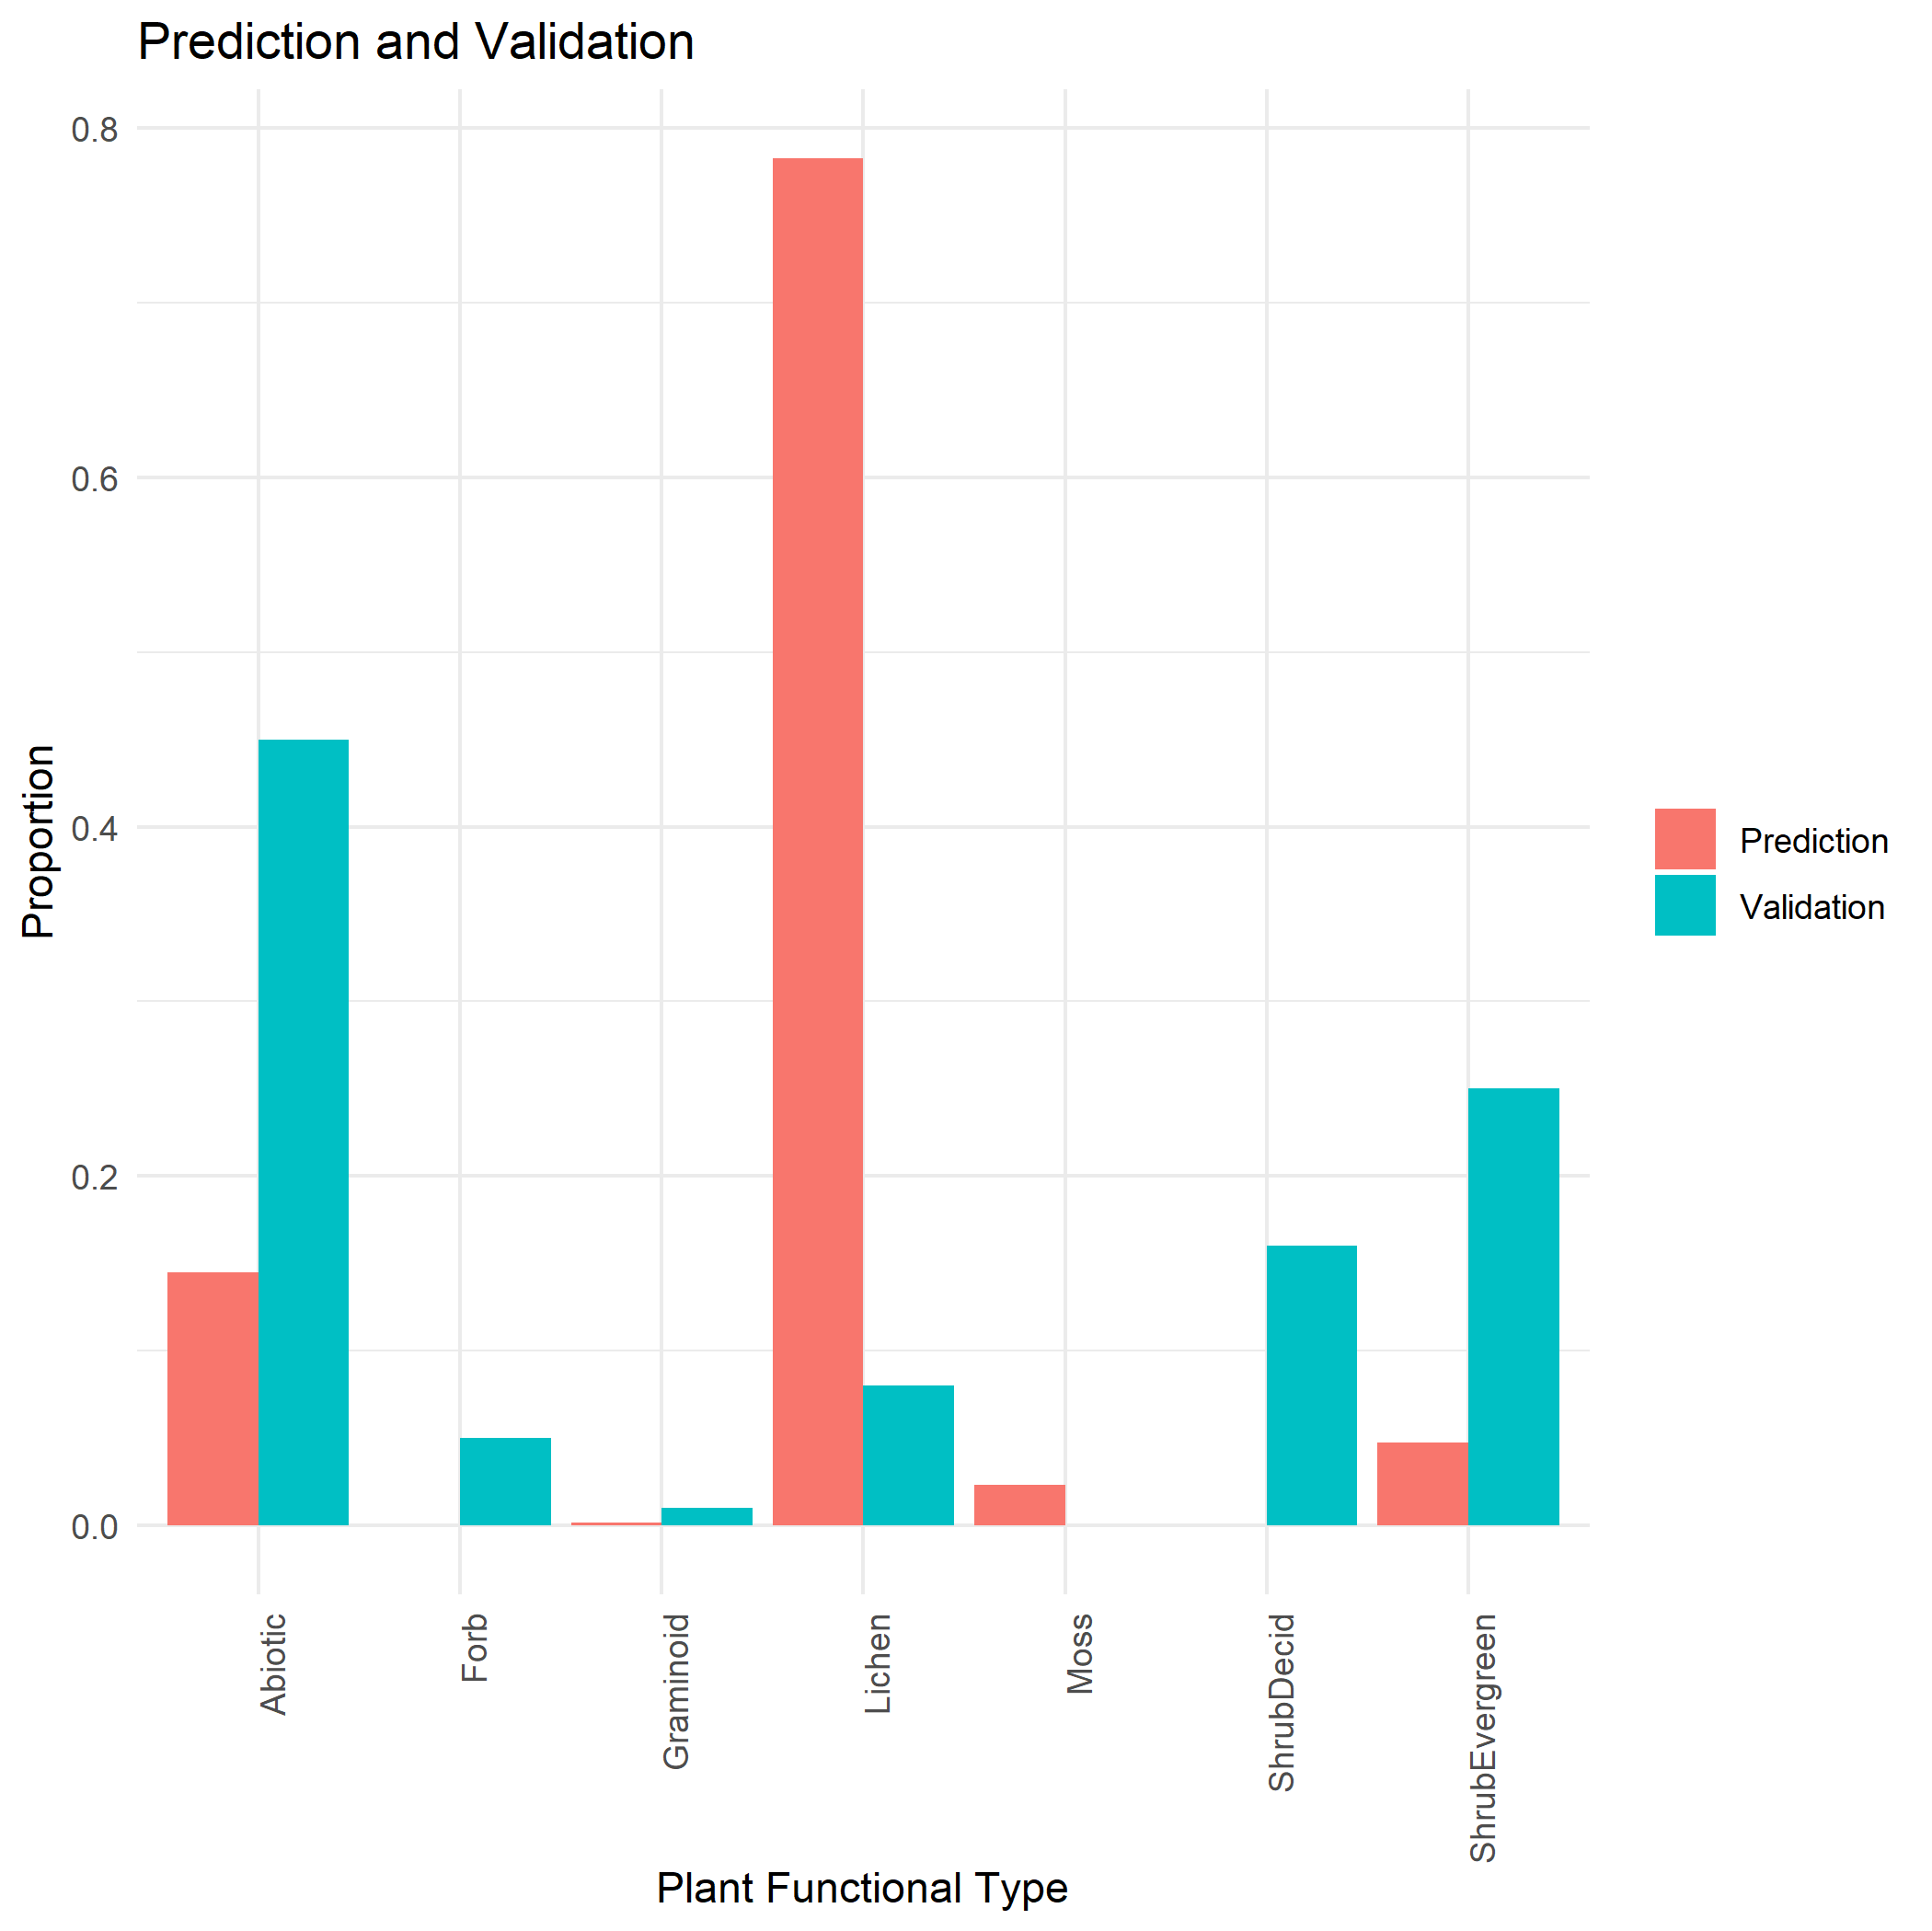 Prediction and Validation
Proportion
0.8
0.6
0.4
0.2
0.0
Abiotic
Forb
Graminoid
Lichen
Moss
ShrubDecid
ShrubEvergreen
Plant Functional Type
Prediction
Validation